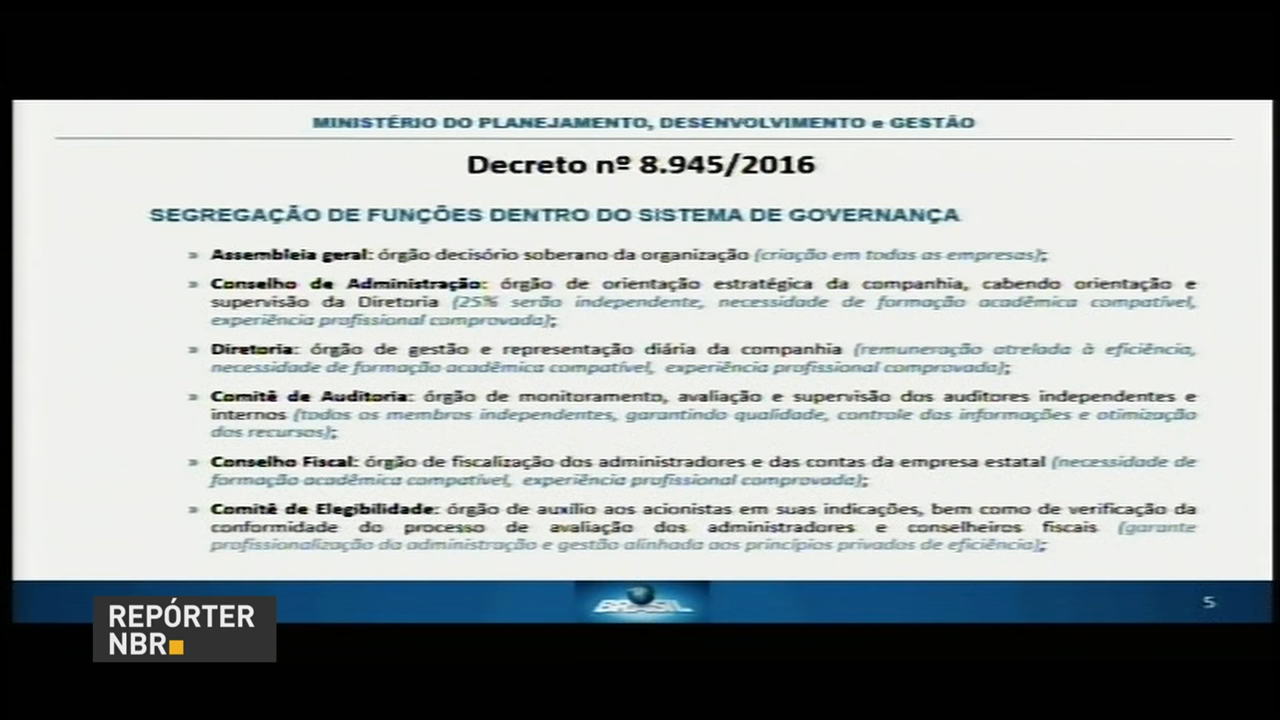 MINISTÉRIO DO PLANEJAMENTO, DESENVOLVIMENTO e GESTÃO
Decreto nº 8.945/2016
SEGREGAÇÃO DE FUNÇÕES DENTRO DO SISTEMA DE GOVERNANÇA
» Assembleia geral: órgão decisório soberano da organização (criação em todas as empresas);
» Conselho de Administração: órgão de orientação estratégica da companhia, cabendo orientação e
supervisão da Diretoria (25% serão independente, necessidade de formação acadêmica compatível,
experiência profissional comprovada);
» Diretoria: órgão de gestão e representação diária da companhia (remuneração atrelada à eficiência,
necessidade de formação acadêmica compatível, experiência profissional comprovada);
» Comitê de Auditoria: órgão de monitoramento, avaliação e supervisão dos auditores independentes e
internos (todos os membros independentes, garantindo qualidade, controle das informações e otimização
dos recursos);
» Conselho Fiscal: órgão de fiscalização dos administradores e das contas da empresa estatal (necessidade de
formação acadêmica compatível, experiência profissional comprovada);
» Comitê de Elegibilidade: órgão de auxílio aos acionistas em suas indicações, bem como de verificação da
conformidade do processo de avaliação dos administradores e conselheiros fiscais (garante
profissionalização da administração e gestão alinhada aos princípios privados de eficiência);
BRASIL
5
REPÓRTER
NBR